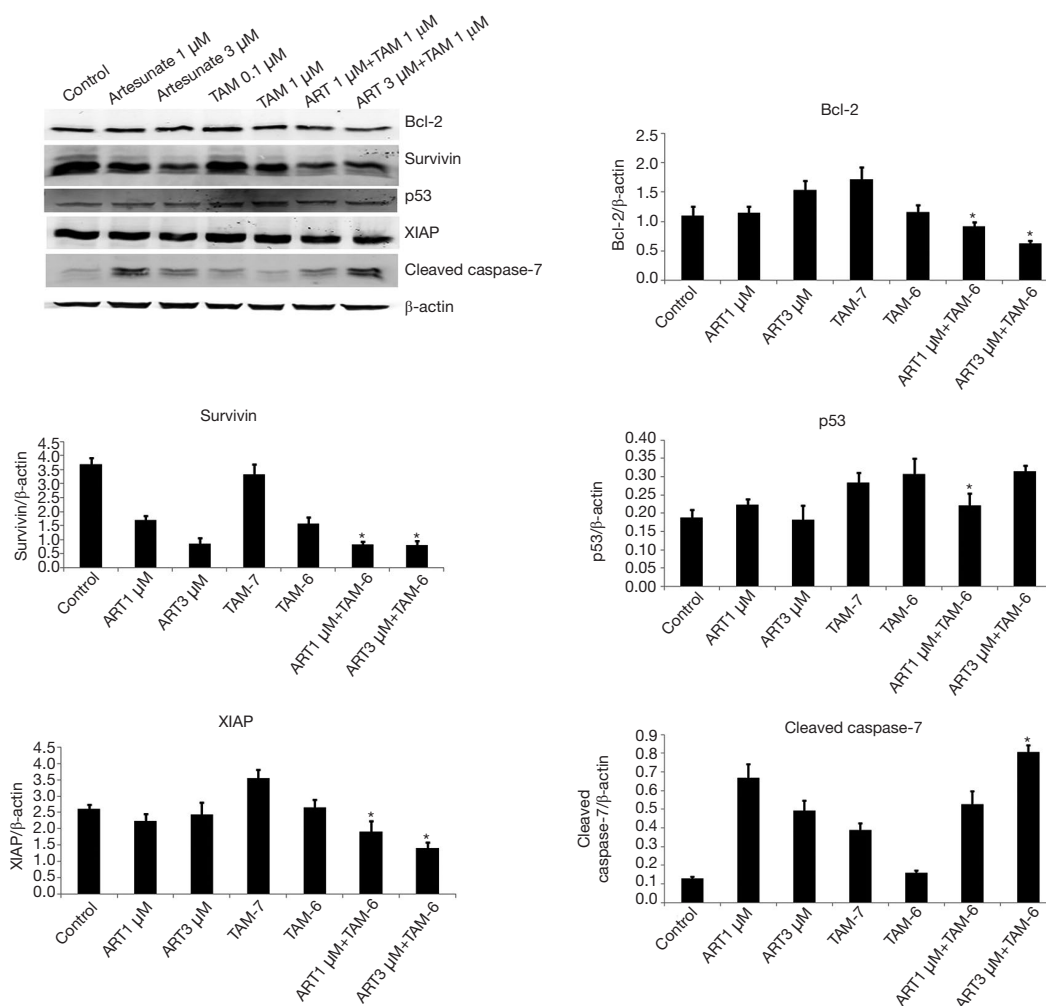 Control
Artesunate 1 µM
Artesunate 3 µM
TAM 0.1 µM
TAM 1 µM
ART 1 µM+TAM 1 µM
ART 3 µM+TAM 1 µM
Bcl-2
Survivin
p53
XIAP
Cleaved caspase-7
β-actin
Bcl-2
Bcl-2/β-actin
2.5
2.0
1.5
1.0
0.5
0.0
Control
ART1 µM
ART3 µM
TAM-7
TAM-6
ART1 µM+TAM-6
ART3 µM+TAM-6
*
*
Survivin
Survivin/β-actin
4.5
4.0
3.5
3.0
2.5
2.0
1.5
1.0
0.5
0.0
Control
ART1 µM
ART3 µM
TAM-7
TAM-6
ART1 µM+TAM-6
ART3 µM+TAM-6
*
*
p53
p53/β-actin
0.40
0.35
0.30
0.25
0.20
0.15
0.10
0.05
0.00
Control
ART1 µM
ART3 µM
TAM-7
TAM-6
ART1 µM+TAM-6
ART3 µM+TAM-6
*
XIAP
XIAP/β-actin
4.5
4.0
3.5
3.0
2.5
2.0
1.5
1.0
0.5
0.0
Control
ART1 µM
ART3 µM
TAM-7
TAM-6
ART1 µM+TAM-6
ART3 µM+TAM-6
*
*
Cleaved caspase-7
Cleaved
caspase-7/β-actin
0.9
0.8
0.7
0.6
0.5
0.4
0.3
0.2
0.1
0
Control
ART1 µM
ART3 µM
TAM-7
TAM-6
ART1 µM+TAM-6
ART3 µM+TAM-6
*